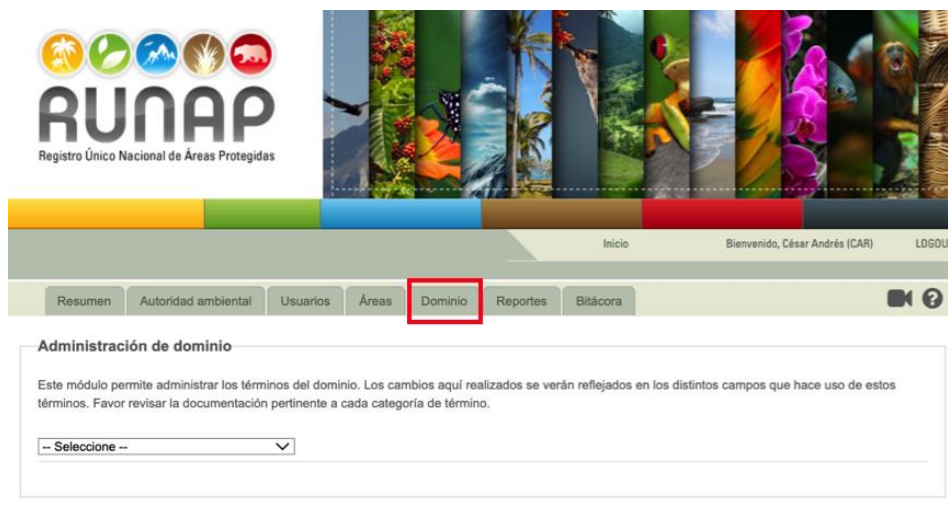 RUNAP
Registro Único Nacional de Áreas Protegidas
Inicio Bienvenido, César Andrés (CAR) LOGOU
Resumen Autoridad ambiental Usuarios Áreas Dominio Reportes Bitácora
Administración de dominio
Este módulo permite administrar los términos del dominio. Los cambios aquí realizados se verán reflejados en los distintos campos que hace uso de estos
términos. Favor revisar la documentación pertinente a cada categoría de término.
-- Seleccione --